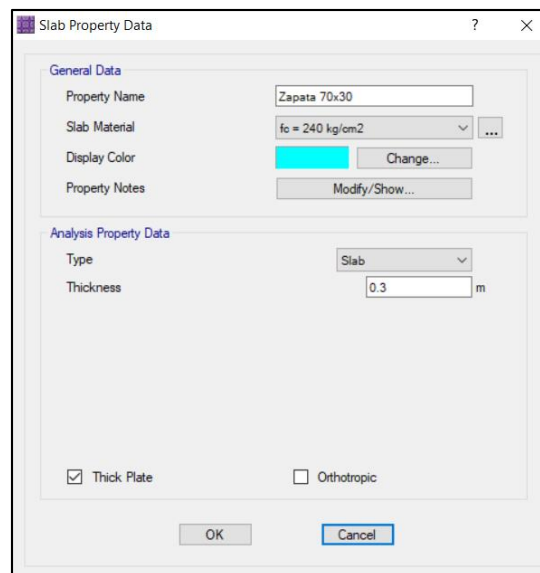 Slab Property Data ?
General Data
Property Name Zapata 70x30
Slab Material fc = 240 kg/cm2 ...
Display Color Change...
Property Notes Modify/Show...
Analysis Property Data
Type Slab
Thickness 0.3 m
Thick Plate Orthotropic
OK Cancel